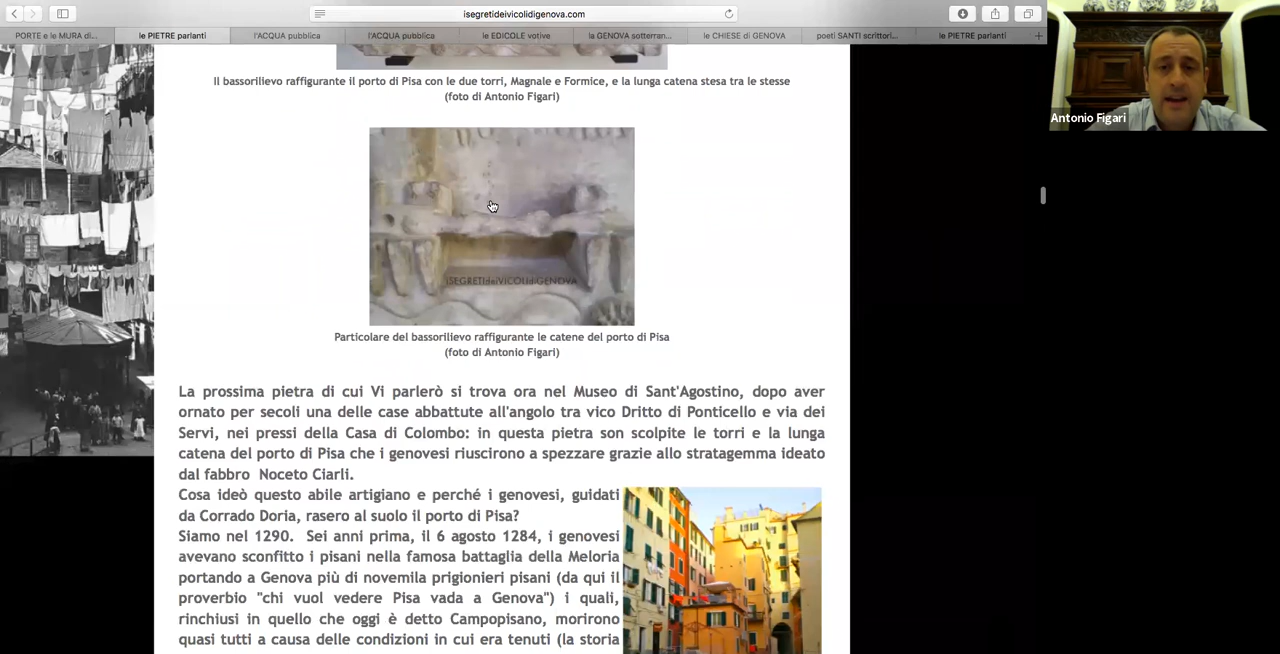 isegretideivicolidigenova.com
PORTE e le MURA di...
le PIETRE parlanti
l'ACQUA pubblica
l'ACQUA pubblica
le EDICOLE votive
la GENOVA sotterran...
le CHIESE di GENOVA
poeti SANTI scrittori...
le PIETRE parlanti
Antonio Figari
Il bassorilievo raffigurante il porto di Pisa con le due torri, Magnale e Formice, e la lunga catena stesa tra le stesse
(foto di Antonio Figari)
iSEGRETIdeiVICOLIdiGENOVA
Particolare del bassorilievo raffigurante le catene del porto di Pisa
(foto di Antonio Figari)
La prossima pietra di cui Vi parlerò si trova ora nel Museo di Sant'Agostino, dopo aver
ornato per secoli una delle case abbattute all'angolo tra vico Dritto di Ponticello e via dei
Servi, nei pressi della Casa di Colombo: in questa pietra son scolpite le torri e la lunga
catena del porto di Pisa che i genovesi riuscirono a spezzare grazie allo stratagemma ideato
dal fabbro Noceto Ciarli.
Cosa ideò questo abile artigiano e perché i genovesi, guidati
da Corrado Doria, rasero al suolo il porto di Pisa?
Siamo nel 1290. Sei anni prima, il 6 agosto 1284, i genovesi
avevano sconfitto i pisani nella famosa battaglia della Meloria
portando a Genova più di novemila prigionieri pisani (da qui il
proverbio "chi vuol vedere Pisa vada a Genova") i quali,
rinchiusi in quello che oggi è detto Campopisano, morirono
quasi tutti a causa delle condizioni in cui era tenuti (la storia